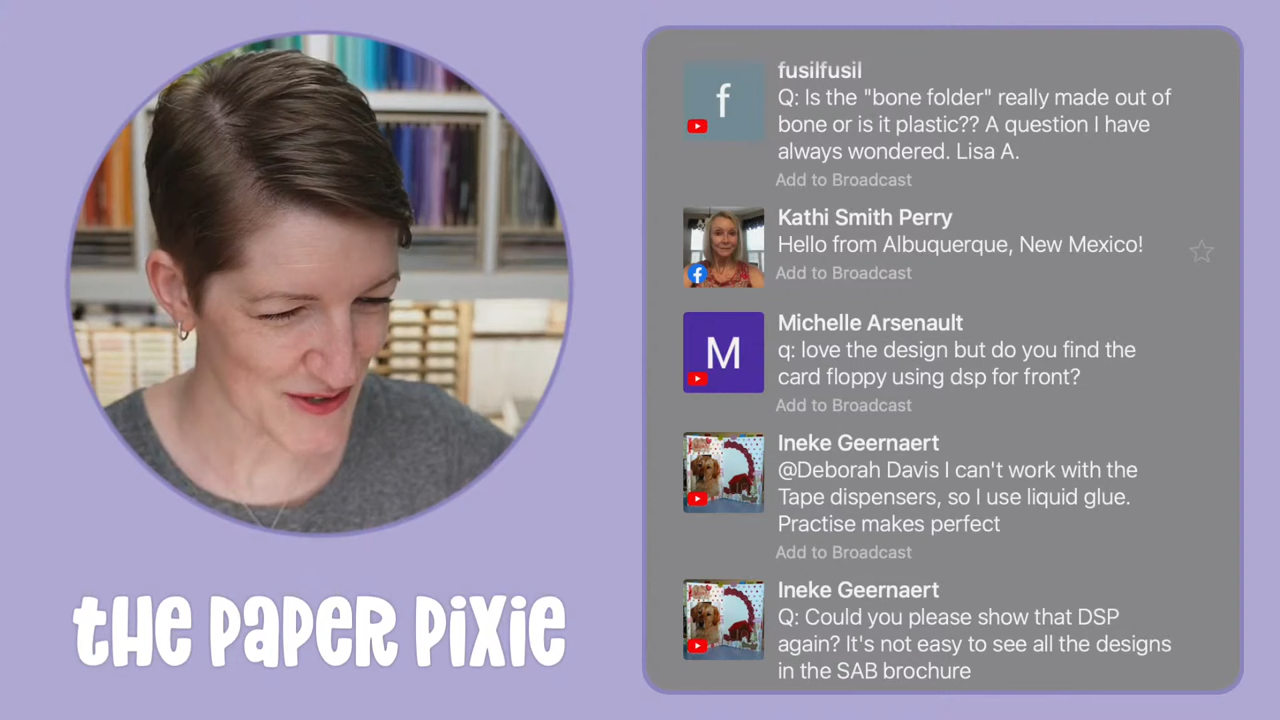 fusilfusil
f
Q: Is the "bone folder" really made out of
bone or is it plastic?? A question I have
always wondered. Lisa A.
Add to Broadcast
Kathi Smith Perry
Hello from Albuquerque, New Mexico!
Add to Broadcast
Michelle Arsenault
M
q: love the design but do you find the
card floppy using dsp for front?
Add to Broadcast
Ineke Geernaert
@Deborah Davis I can't work with the
Tape dispensers, so I use liquid glue.
Practise makes perfect
Add to Broadcast
Ineke Geernaert
Q: Could you please show that DSP
again? It's not easy to see all the designs
in the SAB brochure
the PAPER PiXiE